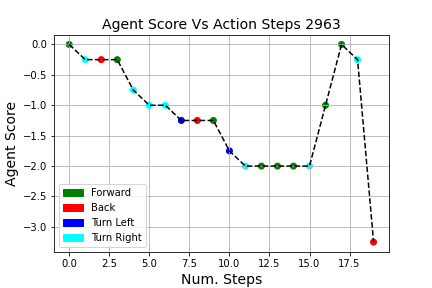 Agent Score Vs Action Steps 2963
0.0
−0.5
−1.0
−1.5
−2.0
−2.5
−3.0
Agent Score
Forward
Back
Turn Left
Turn Right
0.0 2.5 5.0 7.5 10.0 12.5 15.0 17.5
Num. Steps